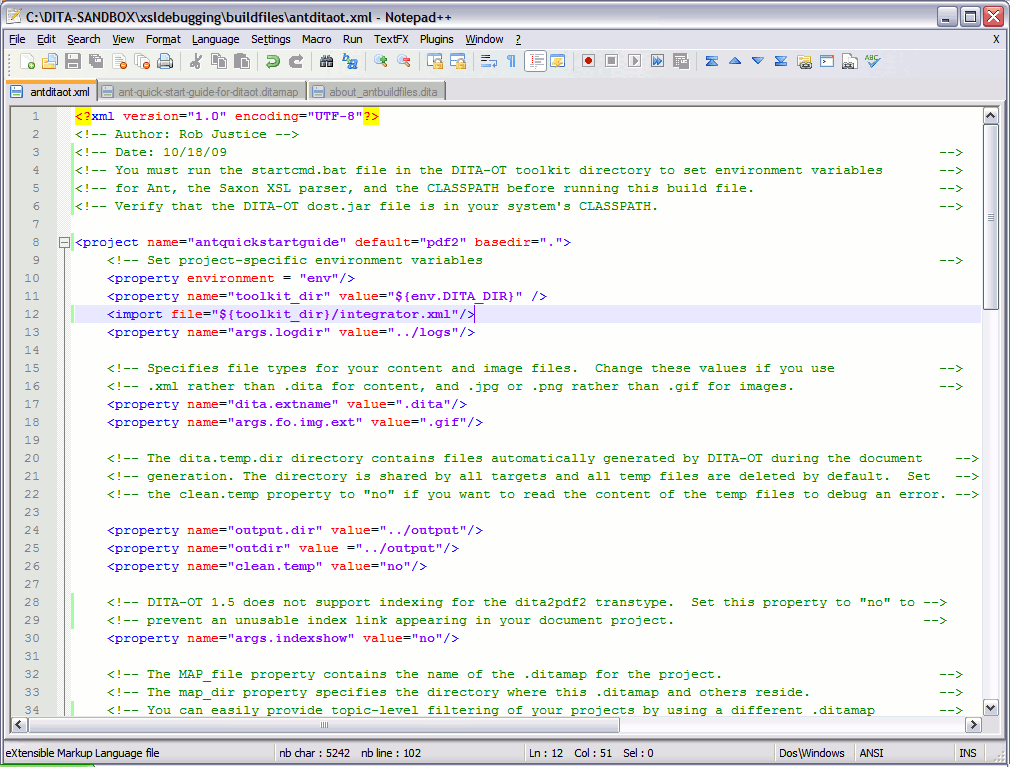 C:\DITA-SANDBOX\xsldebugging\buildfiles\antditaot.xml - Notepad++
File Edit Search View Format Language Settings Macro Run TextFX Plugins Window ? X
antditaot.xml ant-quick-start-guide-for-ditaot.ditamap about_antbuildfiles.dita
1 <?xml version="1.0" encoding="UTF-8"?>
2 <!-- Author: Rob Justice -->
3 <!-- Date: 10/18/09 -->
4 <!-- You must run the startcmd.bat file in the DITA-OT toolkit directory to set environment variables -->
5 <!-- for Ant, the Saxon XSL parser, and the CLASSPATH before running this build file. -->
6 <!-- Verify that the DITA-OT dost.jar file is in your system's CLASSPATH. -->
7
8 <project name="antquickstartguide" default="pdf2" basedir=".">
9 <!-- Set project-specific environment variables -->
10 <property environment = "env"/>
11 <property name="toolkit_dir" value="${env.DITA_DIR}" />
12 <import file="${toolkit_dir}/integrator.xml"/>
13 <property name="args.logdir" value="../logs"/>
14
15 <!-- Specifies file types for your content and image files.  Change these values if you use -->
16 <!-- .xml rather than .dita for content, and .jpg or .png rather than .gif for images. -->
17 <property name="dita.extname" value=".dita"/>
18 <property name="args.fo.img.ext" value=".gif"/>
19
20 <!-- The dita.temp.dir directory contains files automatically generated by DITA-OT during the document -->
21 <!-- generation. The directory is shared by all targets and all temp files are deleted by default.  Set -->
22 <!-- the clean.temp property to "no" if you want to read the content of the temp files to debug an error. -->
23
24 <property name="output.dir" value="../output"/>
25 <property name="outdir" value ="../output"/>
26 <property name="clean.temp" value="no"/>
27
28 <!-- DITA-OT 1.5 does not support indexing for the dita2pdf2 transtype.  Set this property to "no" to -->
29 <!-- prevent an unusable index link appearing in your document project. -->
30 <property name="args.indexshow" value="no"/>
31
32 <!-- The MAP_file property contains the name of the .ditamap for the project. -->
33 <!-- The map_dir property specifies the directory where this .ditamap and others reside. -->
34 <!-- You can easily provide topic-level filtering of your projects by using a different .ditamap -->
eXtensible Markup Language file nb char : 5242 nb line : 102 Ln : 12 Col : 51 Sel : 0 Dos\Windows ANSI INS